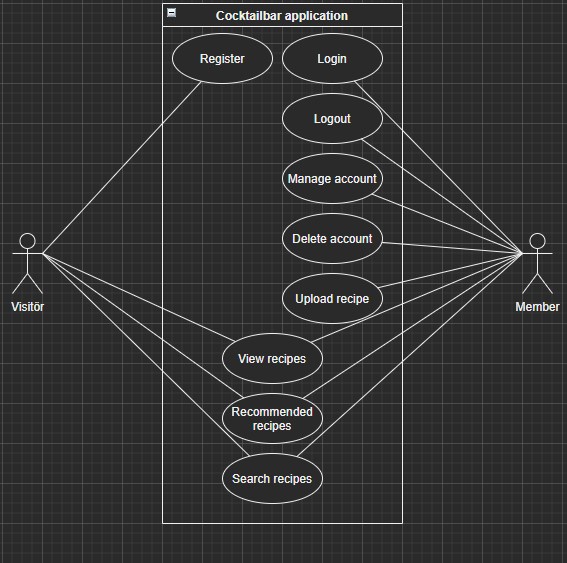 Cocktailbar application
Register
Login
Logout
Manage account
Delete account
Upload recipe
Visitör
Member
View recipes
Recommended
recipes
Search recipes